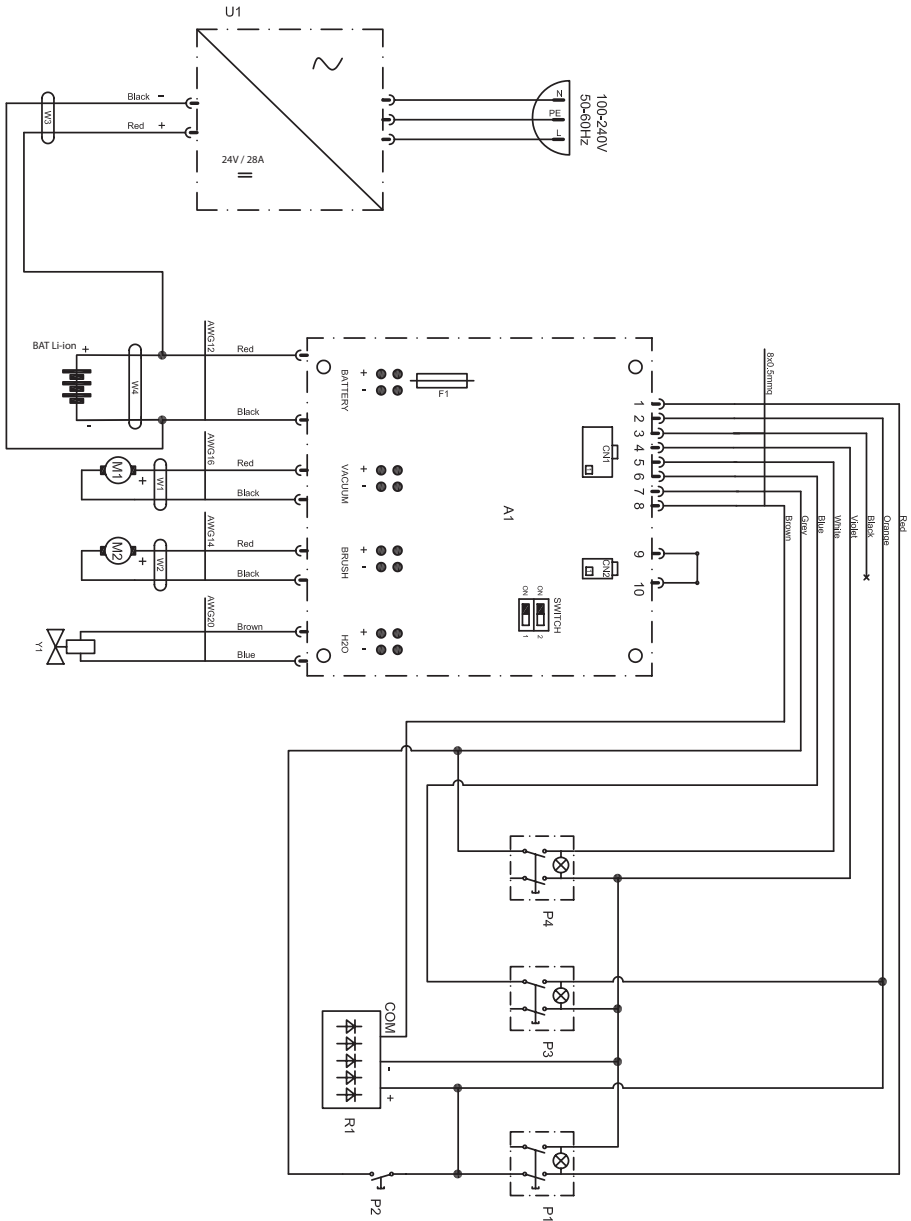 U1
100-240V
50-60Hz
N
PE
L
Black -
Red +
W3
24V / 28A
BAT Li-ion
+
-
W4
AWG12
Red
Black
BATTERY
+
-
F1
M1
+
W1
AWG16
Red
Black
VACUUM
+
-
M2
+
W2
AWG14
Red
Black
BRUSH
+
-
Y1
AWG20
Brown
Blue
H2O
+
-
A1
CN1
1
CN2
1
SWITCH
ON
ON
1
2
1
2
3
4
5
6
7
8
9
10
8x0.5mmq
Brown
Grey
Blue
White
Violet
Black
Orange
Red
P4
P3
COM
-
+
R1
P2
P1